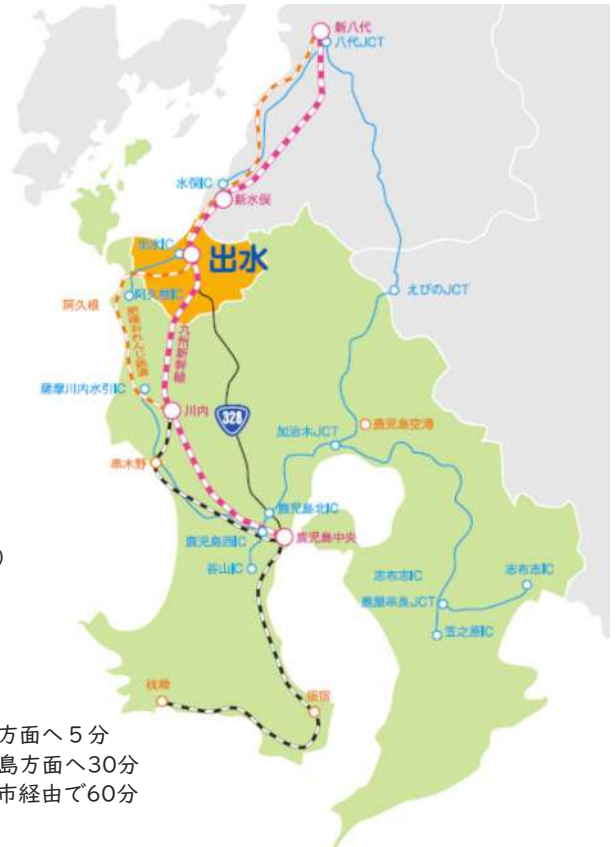 新八代
八代JCT
水俣IC
新水俣
出水IC
出水
阿久根IC
阿久根
えびのJCT
肥薩おれんじ鉄道
九州新幹線
薩摩川内水引IC
川内
328
鹿児島空港
加治木JCT
串木野
鹿児島北IC
鹿児島西IC
鹿児島中央
谷山IC
志布志IC
志布志IC
鹿屋串良JCT
笠之原IC
枕崎
指宿
)
方面へ5分
島方面へ30分
市経由で60分